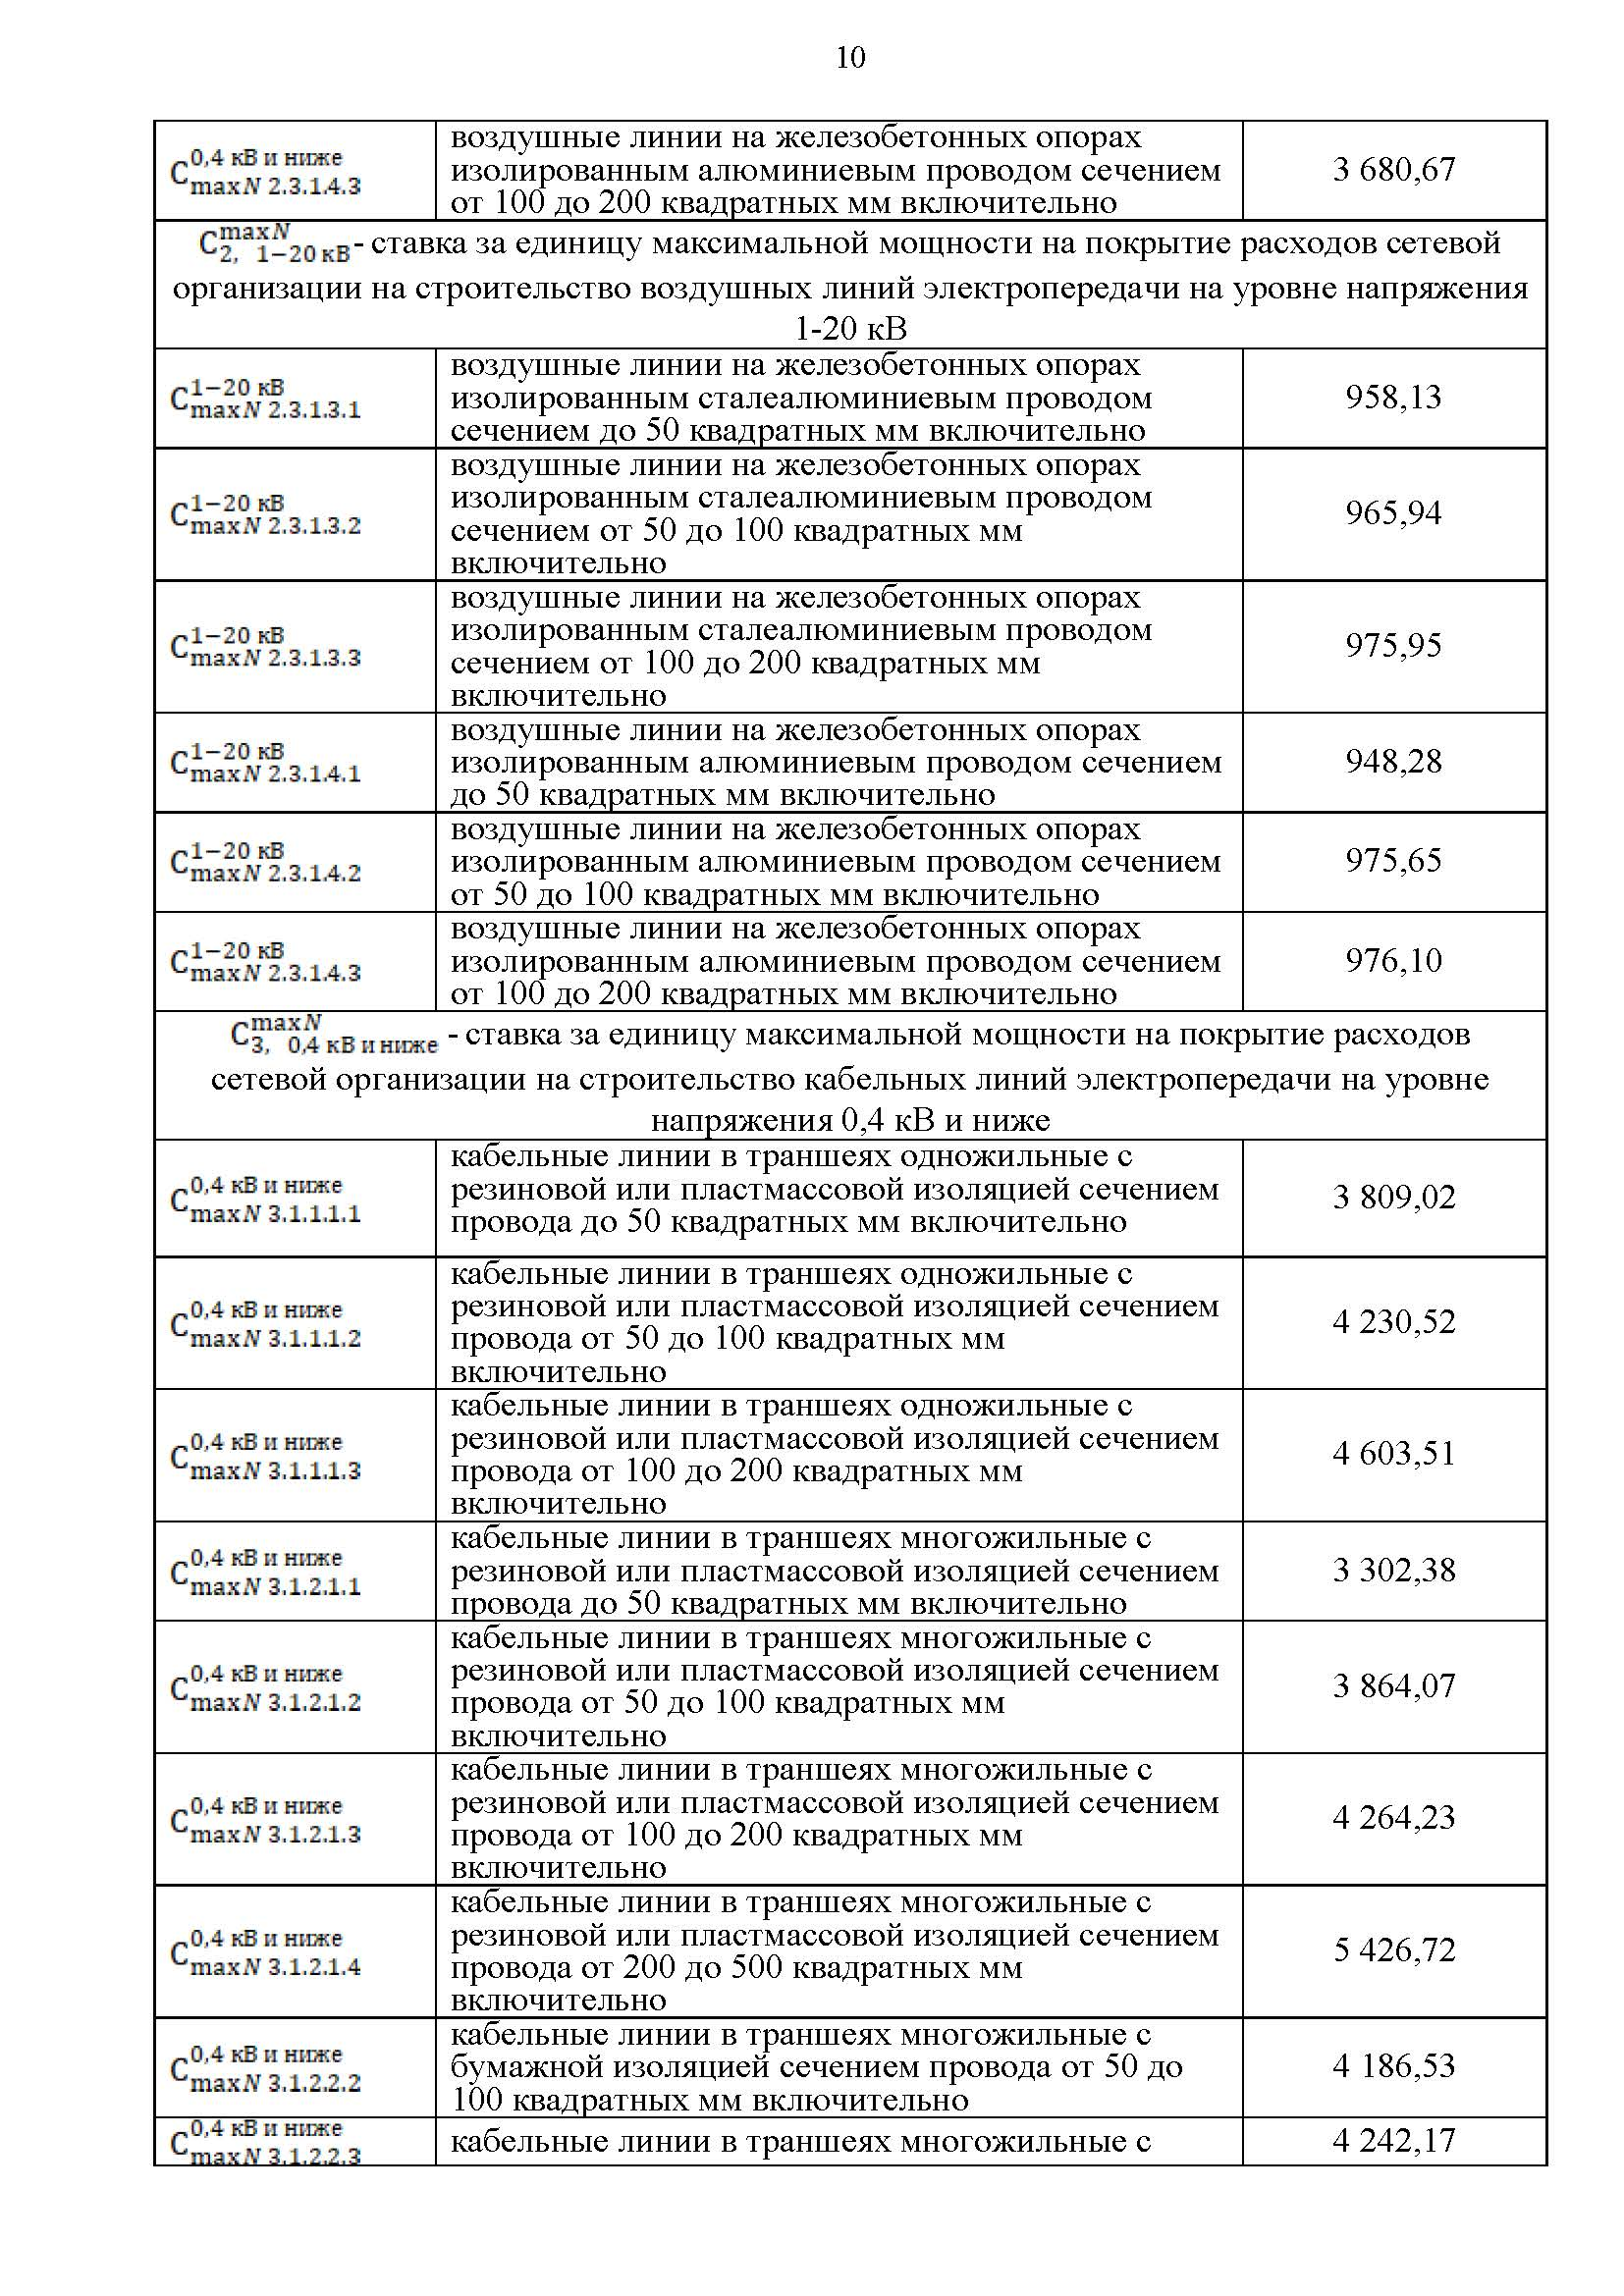 10
C 0,4 кВ и ниже maxN 2.3.1.4.3
воздушные линии на железобетонных опорах
изолированным алюминиевым проводом сечением
от 100 до 200 квадратных мм включительно
3 680,67
C maxN 2, 1−20 кВ - ставка за единицу максимальной мощности на покрытие расходов сетевой
организации на строительство воздушных линий электропередачи на уровне напряжения
1-20 кВ
C 1−20 кВ maxN 2.3.1.3.1
воздушные линии на железобетонных опорах
изолированным сталеалюминиевым проводом
сечением до 50 квадратных мм включительно
958,13
C 1−20 кВ maxN 2.3.1.3.2
воздушные линии на железобетонных опорах
изолированным сталеалюминиевым проводом
сечением от 50 до 100 квадратных мм
включительно
965,94
C 1−20 кВ maxN 2.3.1.3.3
воздушные линии на железобетонных опорах
изолированным сталеалюминиевым проводом
сечением от 100 до 200 квадратных мм
включительно
975,95
C 1−20 кВ maxN 2.3.1.4.1
воздушные линии на железобетонных опорах
изолированным алюминиевым проводом сечением
до 50 квадратных мм включительно
948,28
C 1−20 кВ maxN 2.3.1.4.2
воздушные линии на железобетонных опорах
изолированным алюминиевым проводом сечением
от 50 до 100 квадратных мм включительно
975,65
C 1−20 кВ maxN 2.3.1.4.3
воздушные линии на железобетонных опорах
изолированным алюминиевым проводом сечением
от 100 до 200 квадратных мм включительно
976,10
C maxN 3, 0,4 кВ и ниже - ставка за единицу максимальной мощности на покрытие расходов
сетевой организации на строительство кабельных линий электропередачи на уровне
напряжения 0,4 кВ и ниже
C 0,4 кВ и ниже maxN 3.1.1.1.1
кабельные линии в траншеях одножильные с
резиновой или пластмассовой изоляцией сечением
провода до 50 квадратных мм включительно
3 809,02
C 0,4 кВ и ниже maxN 3.1.1.1.2
кабельные линии в траншеях одножильные с
резиновой или пластмассовой изоляцией сечением
провода от 50 до 100 квадратных мм
включительно
4 230,52
C 0,4 кВ и ниже maxN 3.1.1.1.3
кабельные линии в траншеях одножильные с
резиновой или пластмассовой изоляцией сечением
провода от 100 до 200 квадратных мм
включительно
4 603,51
C 0,4 кВ и ниже maxN 3.1.2.1.1
кабельные линии в траншеях многожильные с
резиновой или пластмассовой изоляцией сечением
провода до 50 квадратных мм включительно
3 302,38
C 0,4 кВ и ниже maxN 3.1.2.1.2
кабельные линии в траншеях многожильные с
резиновой или пластмассовой изоляцией сечением
провода от 50 до 100 квадратных мм
включительно
3 864,07
C 0,4 кВ и ниже maxN 3.1.2.1.3
кабельные линии в траншеях многожильные с
резиновой или пластмассовой изоляцией сечением
провода от 100 до 200 квадратных мм
включительно
4 264,23
C 0,4 кВ и ниже maxN 3.1.2.1.4
кабельные линии в траншеях многожильные с
резиновой или пластмассовой изоляцией сечением
провода от 200 до 500 квадратных мм
включительно
5 426,72
C 0,4 кВ и ниже maxN 3.1.2.2.2
кабельные линии в траншеях многожильные с
бумажной изоляцией сечением провода от 50 до
100 квадратных мм включительно
4 186,53
C 0,4 кВ и ниже maxN 3.1.2.2.3
кабельные линии в траншеях многожильные с
4 242,17